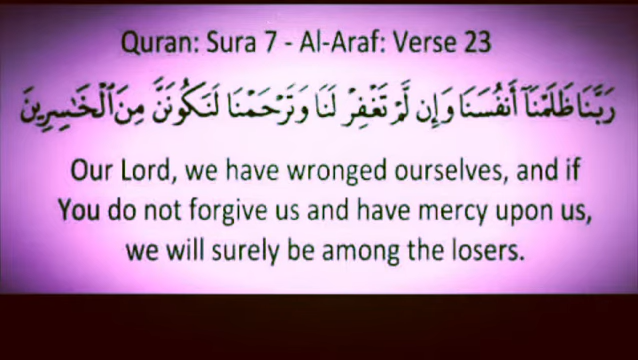 Quran: Sura 7 - Al-Araf: Verse 23
رَبَّنَا ظَلَمْنَآ أَنفُسَنَا وَإِن لَّمْ تَغْفِرْ لَنَا وَتَرْحَمْنَا لَنَكُونَنَّ مِنَ ٱلْخَٰسِرِينَ
Our Lord, we have wronged ourselves, and if
You do not forgive us and have mercy upon us,
we will surely be among the losers.